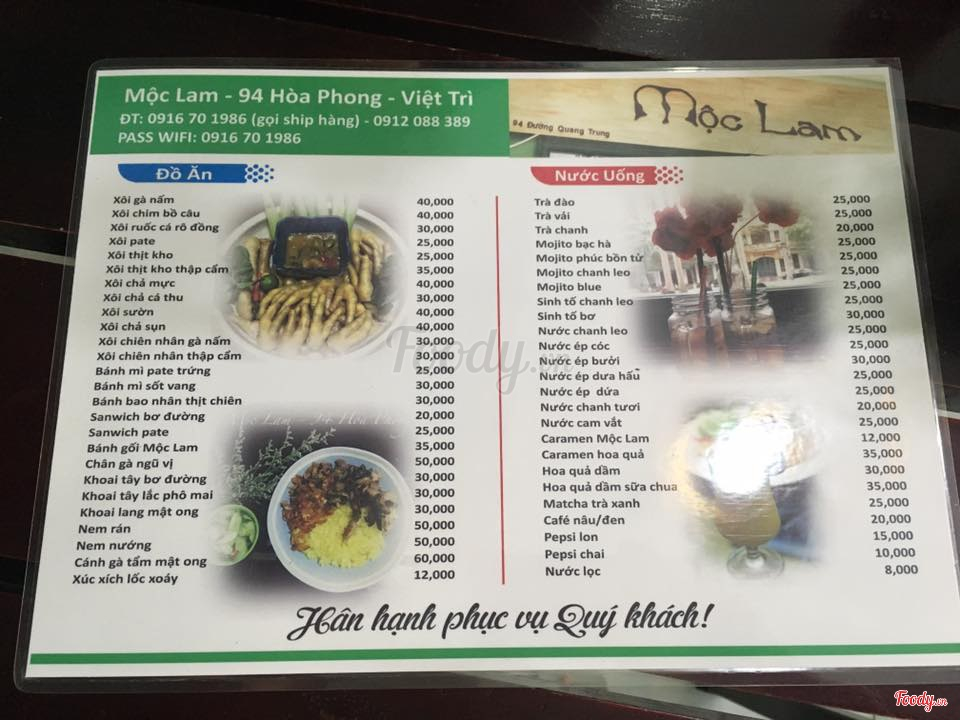 Mộc Lam - 94 Hòa Phong - Việt Trì
ĐT: 0916 70 1986 (gọi ship hàng) - 0912 088 389
PASS WIFI: 0916 70 1986
94 Đường Quang Trung
Mộc Lam
Đồ Ăn
Xôi gà nấm 40,000
Xôi chim bồ câu 40,000
Xôi ruốc cá rô đồng 30,000
Xôi pate 25,000
Xôi thịt kho 25,000
Xôi thịt kho thập cẩm 35,000
Xôi chả mực 40,000
Xôi chả cá thu 30,000
Xôi sườn 40,000
Xôi chả sụn 40,000
Xôi chiên nhân gà nấm 30,000
Xôi chiên nhân thập cẩm 30,000
Bánh mì pate trứng 25,000
Bánh mì sốt vang 30,000
Bánh bao nhân thịt chiên 30,000
Sanwich bơ đường 20,000
Sanwich pate 25,000
Bánh gối Mộc Lam 35,000
Chân gà ngũ vị 50,000
Khoai tây bơ đường 30,000
Khoai tây lắc phô mai 30,000
Khoai lang mật ong 30,000
Nem rán 50,000
Nem nướng 50,000
Cánh gà tẩm mật ong 60,000
Xúc xích lốc xoáy 12,000
Nước Uống
Trà đào 25,000
Trà vải 25,000
Trà chanh 20,000
Mojito bạc hà 25,000
Mojito phúc bồn tử 25,000
Mojito chanh leo 25,000
Mojito blue 25,000
Sinh tố chanh leo 25,000
Sinh tố bơ 30,000
Nước chanh leo 25,000
Nước ép cóc 25,000
Nước ép bưởi 30,000
Nước ép dưa hấu 25,000
Nước ép dứa 25,000
Nước chanh tươi 20,000
Nước cam vắt 25,000
Caramen Mộc Lam 12,000
Caramen hoa quả 35,000
Hoa quả dầm 30,000
Hoa quả dầm sữa chua 35,000
Matcha trà xanh 25,000
Café nâu/đen 20,000
Pepsi lon 15,000
Pepsi chai 10,000
Nước lọc 8,000
Hân hạnh phục vụ Quý khách!
Foody.vn
Foody.vn